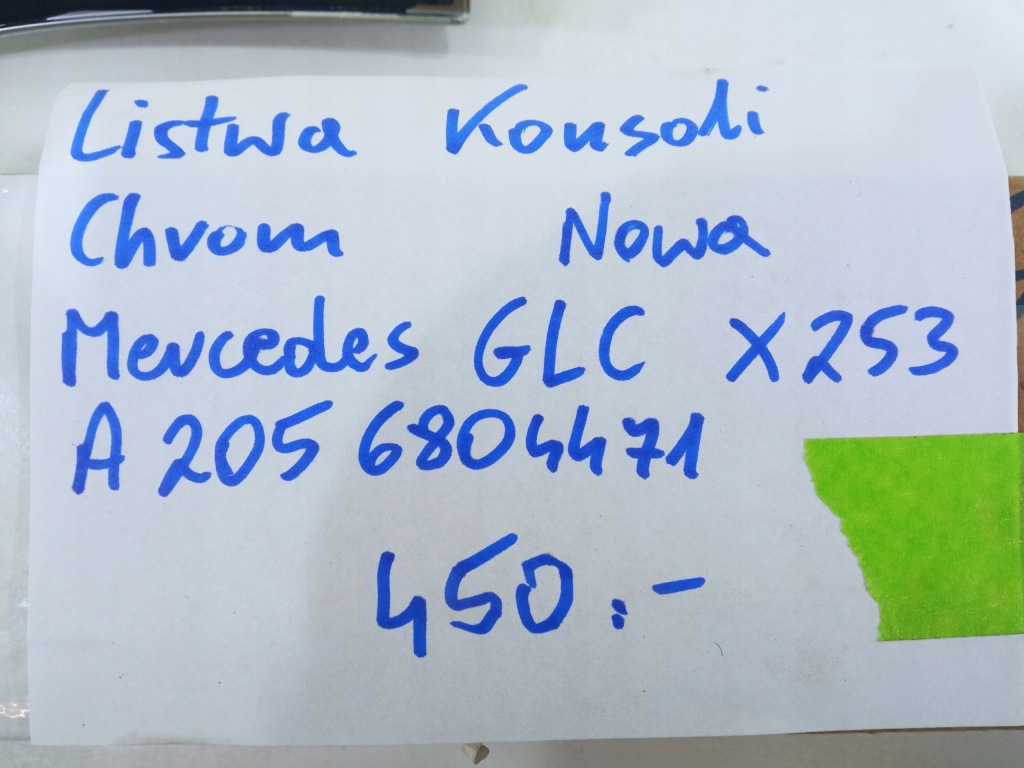 Listwa Konsoli
Chrom Nowa
Mercedes GLC X253
A 205 6804471
450.-